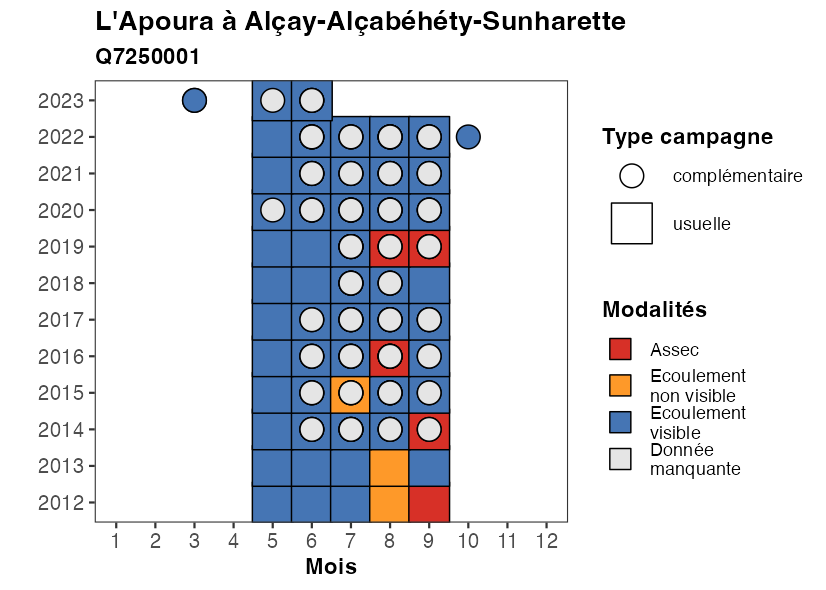 L'Apoura à Alçay-Alçabéhéty-Sunharette
Q7250001
2023
2022
2021
2020
2019
2018
2017
2016
2015
2014
2013
2012
1 2 3 4 5 6 7 8 9 10 11 12
Mois
Type campagne
complémentaire
usuelle
Modalités
Assec
Ecoulement
non visible
Ecoulement
visible
Donnée
manquante